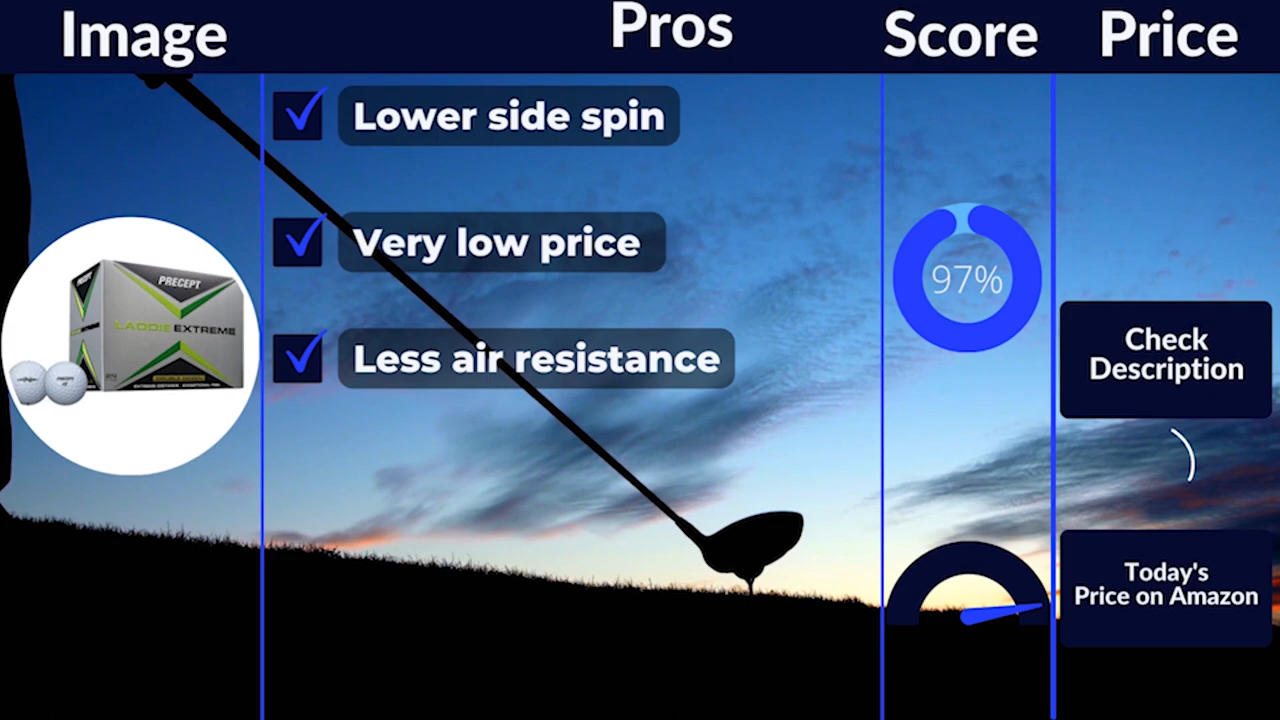 Image
Pros
Score
Price
Lower side spin
Very low price
Less air resistance
PRECEPT
LADDIE EXTREME
97%
Check
Description
Today's
Price on Amazon